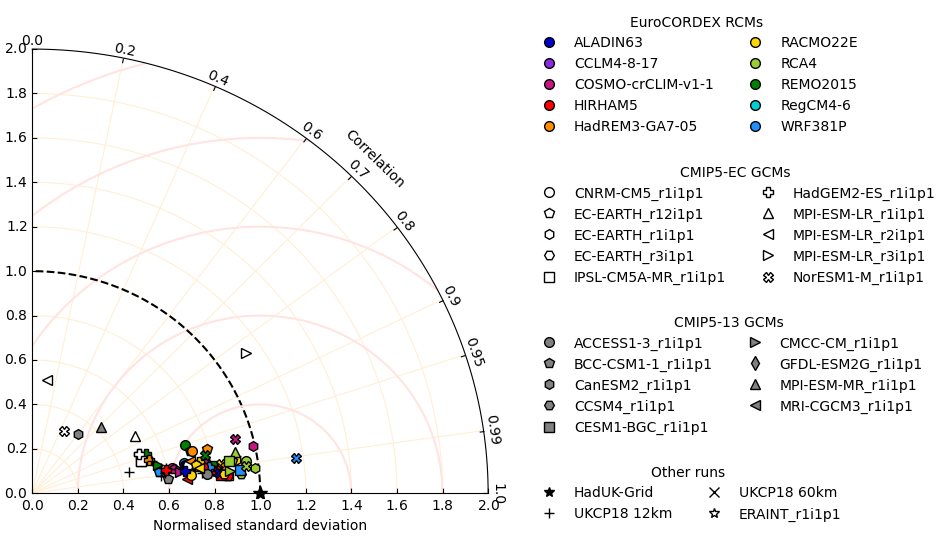 0.0
0.2
0.4
0.6
0.7
0.8
0.9
0.95
0.99
1.0
Correlation
2.0
1.8
1.6
1.4
1.2
1.0
0.8
0.6
0.4
0.2
0.0
0.0 0.2 0.4 0.6 0.8 1.0 1.2 1.4 1.6 1.8 2.0
Normalised standard deviation
EuroCORDEX RCMs
ALADIN63 RACMO22E
CCLM4-8-17 RCA4
COSMO-crCLIM-v1-1 REMO2015
HIRHAM5 RegCM4-6
HadREM3-GA7-05 WRF381P
CMIP5-EC GCMs
CNRM-CM5_r1i1p1 HadGEM2-ES_r1i1p1
EC-EARTH_r12i1p1 MPI-ESM-LR_r1i1p1
EC-EARTH_r1i1p1 MPI-ESM-LR_r2i1p1
EC-EARTH_r3i1p1 MPI-ESM-LR_r3i1p1
IPSL-CM5A-MR_r1i1p1 NorESM1-M_r1i1p1
CMIP5-13 GCMs
ACCESS1-3_r1i1p1 CMCC-CM_r1i1p1
BCC-CSM1-1_r1i1p1 GFDL-ESM2G_r1i1p1
CanESM2_r1i1p1 MPI-ESM-MR_r1i1p1
CCSM4_r1i1p1 MRI-CGCM3_r1i1p1
CESM1-BGC_r1i1p1
Other runs
HadUK-Grid UKCP18 60km
UKCP18 12km ERAINT_r1i1p1